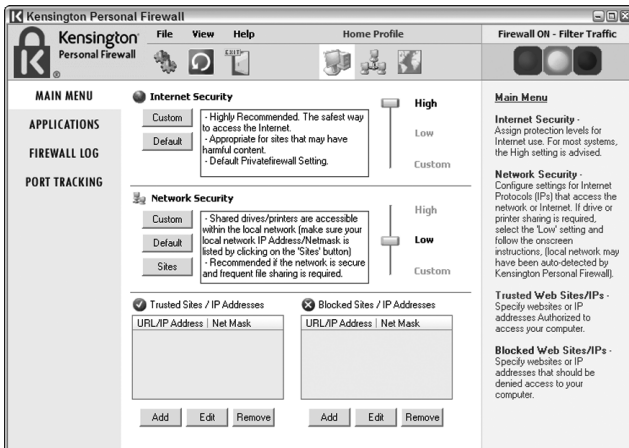 Kensington Personal Firewall
Kensington
Personal Firewall
®
File View Help
EXIT
Home Profile
Firewall ON - Filter Traffic
MAIN MENU
APPLICATIONS
FIREWALL LOG
PORT TRACKING
Internet Security
Custom
Default
- Highly Recommended. The safest way
to access the Internet.
- Appropriate for sites that may have
harmful content.
- Default Privatefirewall Setting.
High
Low
Custom
Network Security
Custom
Default
Sites
- Shared drives/printers are accessible
within the local network (make sure your
local network IP Address/Netmask is
listed by clicking on the 'Sites' button)
- Recommended if the network is secure
and frequent file sharing is required.
High
Low
Custom
Trusted Sites / IP Addresses
URL/IP Address Net Mask
Add Edit Remove
Blocked Sites / IP Addresses
URL/IP Address Net Mask
Add Edit Remove
Main Menu
Internet Security -
Assign protection levels for
Internet use. For most systems,
the High setting is advised.
Network Security -
Configure settings for Internet
Protocols (IPs) that access the
network or Internet. If drive or
printer sharing is required,
select the 'Low' setting and
follow the onscreen
instructions, (local network may
have been auto-detected by
Kensington Personal Firewall).
Trusted Web Sites/IPs -
Specify websites or IP
addresses Authorized to
access your computer.
Blocked Web Sites/IPs -
Specify websites or IP
addresses that should be
denied access to your
computer.